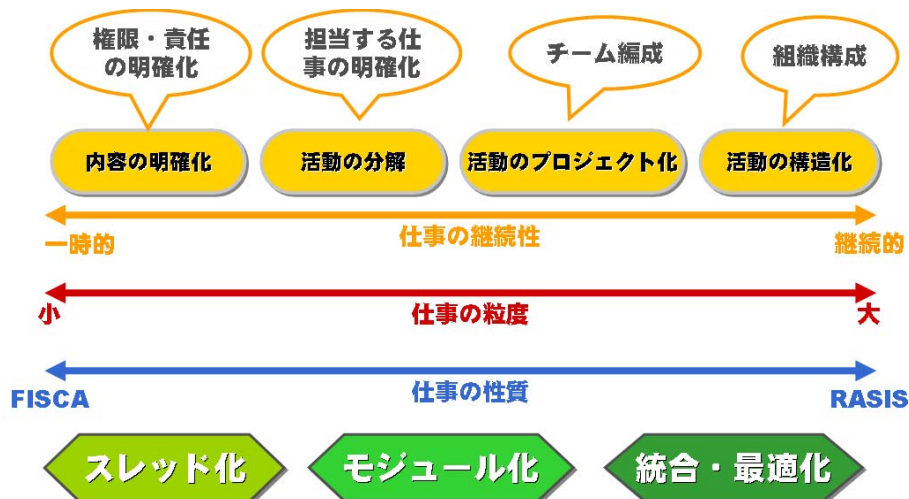 権限・責任
の明確化
担当する仕
事の明確化
チーム編成
組織構成
内容の明確化
活動の分解
活動のプロジェクト化
活動の構造化
一時的
仕事の継続性
継続的
小
仕事の粒度
大
FISCA
仕事の性質
RASIS
スレッド化
モジュール化
統合・最適化